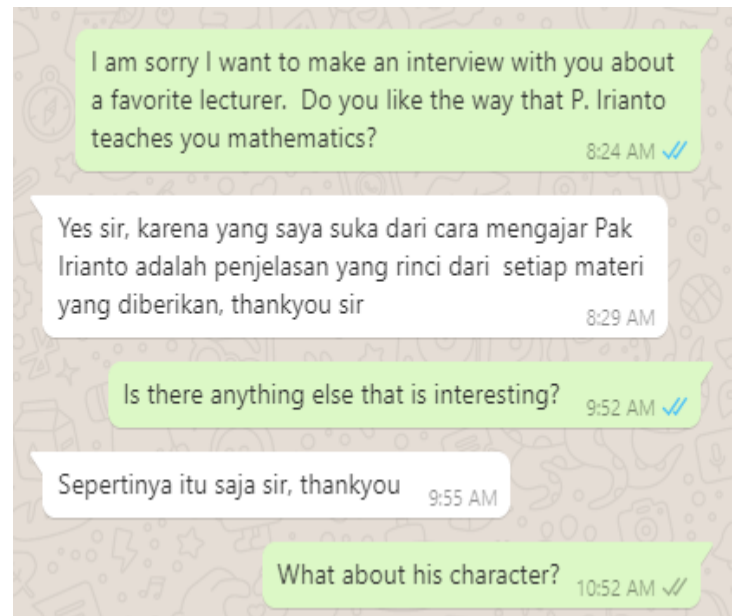 I am sorry I want to make an interview with you about
a favorite lecturer.  Do you like the way that P. Irianto
teaches you mathematics?
8:24 AM
Yes sir, karena yang saya suka dari cara mengajar Pak
Irianto adalah penjelasan yang rinci dari  setiap materi
yang diberikan, thankyou sir
8:29 AM
Is there anything else that is interesting?
9:52 AM
Sepertinya itu saja sir, thankyou
9:55 AM
What about his character?
10:52 AM